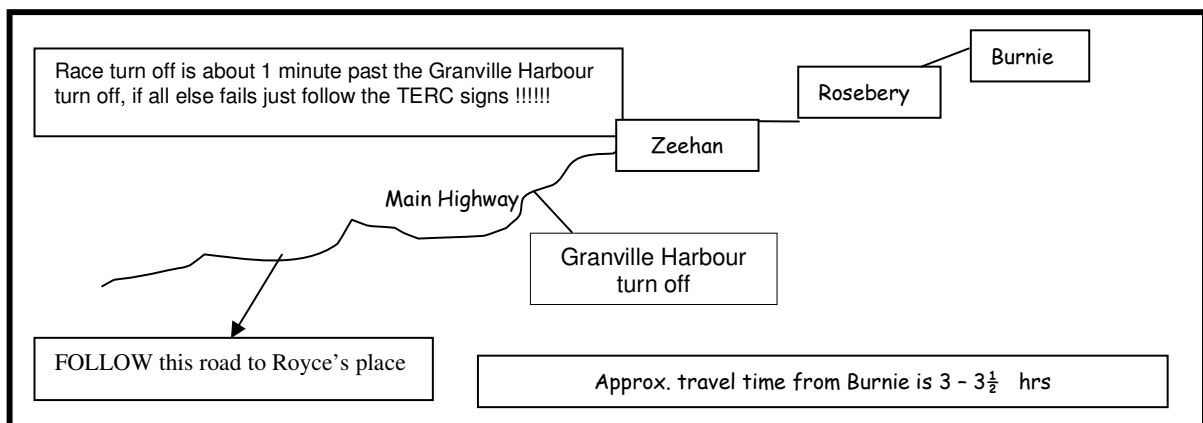 Race turn off is about 1 minute past the Granville Harbour
turn off, if all else fails just follow the TERC signs !!!!!!
Burnie
Rosebery
Zeehan
Main Highway
Granville Harbour
turn off
FOLLOW this road to Royce’s place
Approx. travel time from Burnie is 3 – 3½ hrs